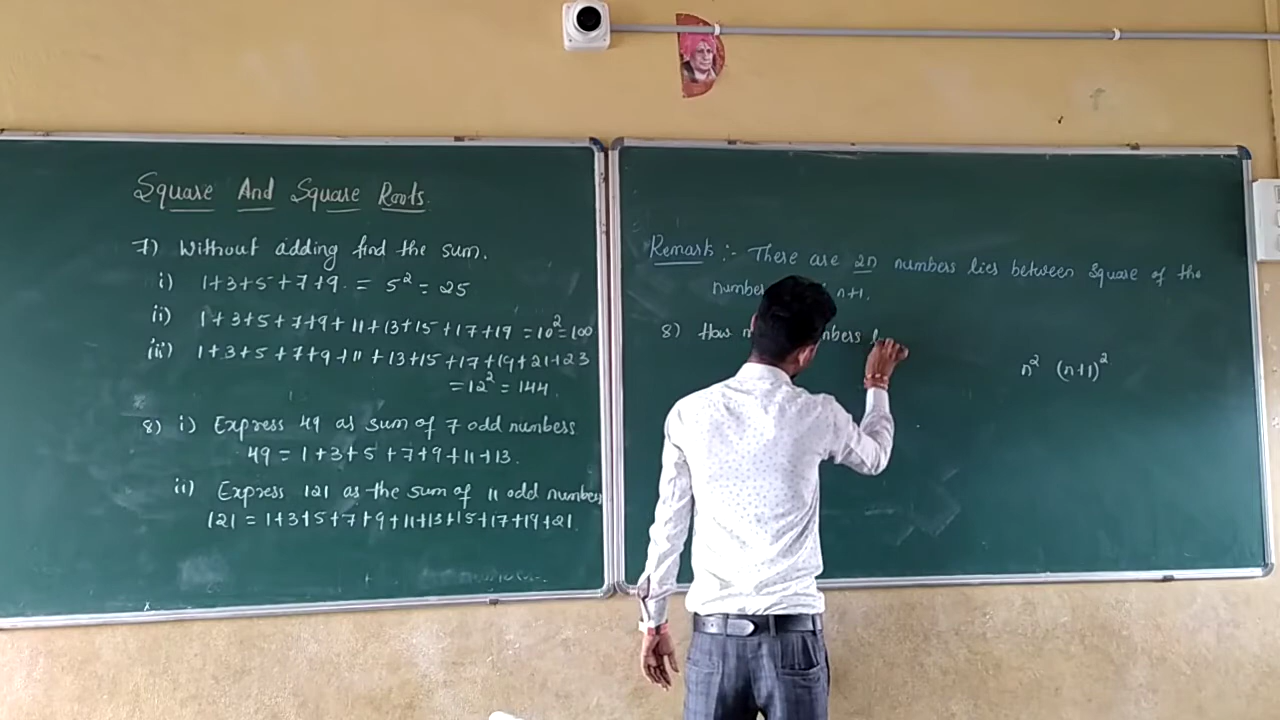 Square And Square Roots.
7) Without adding find the sum.
i) 1+3+5+7+9. = 5² = 25
ii) 1+3+5+7+9+11+13+15+17+19 = 10² = 100
iii) 1+3+5+7+9+11+13+15+17+19+21+23
= 12² = 144.
8) i) Express 49 as sum of 7 odd numbers
49 = 1+3+5+7+9+11+13.
ii) Express 121 as the sum of 11 odd numbers
121 = 1+3+5+7+9+11+13+15+17+19+21.
Remark :- There are 2n numbers lies between square of the
number n+1.
8) How
n² (n+1)²